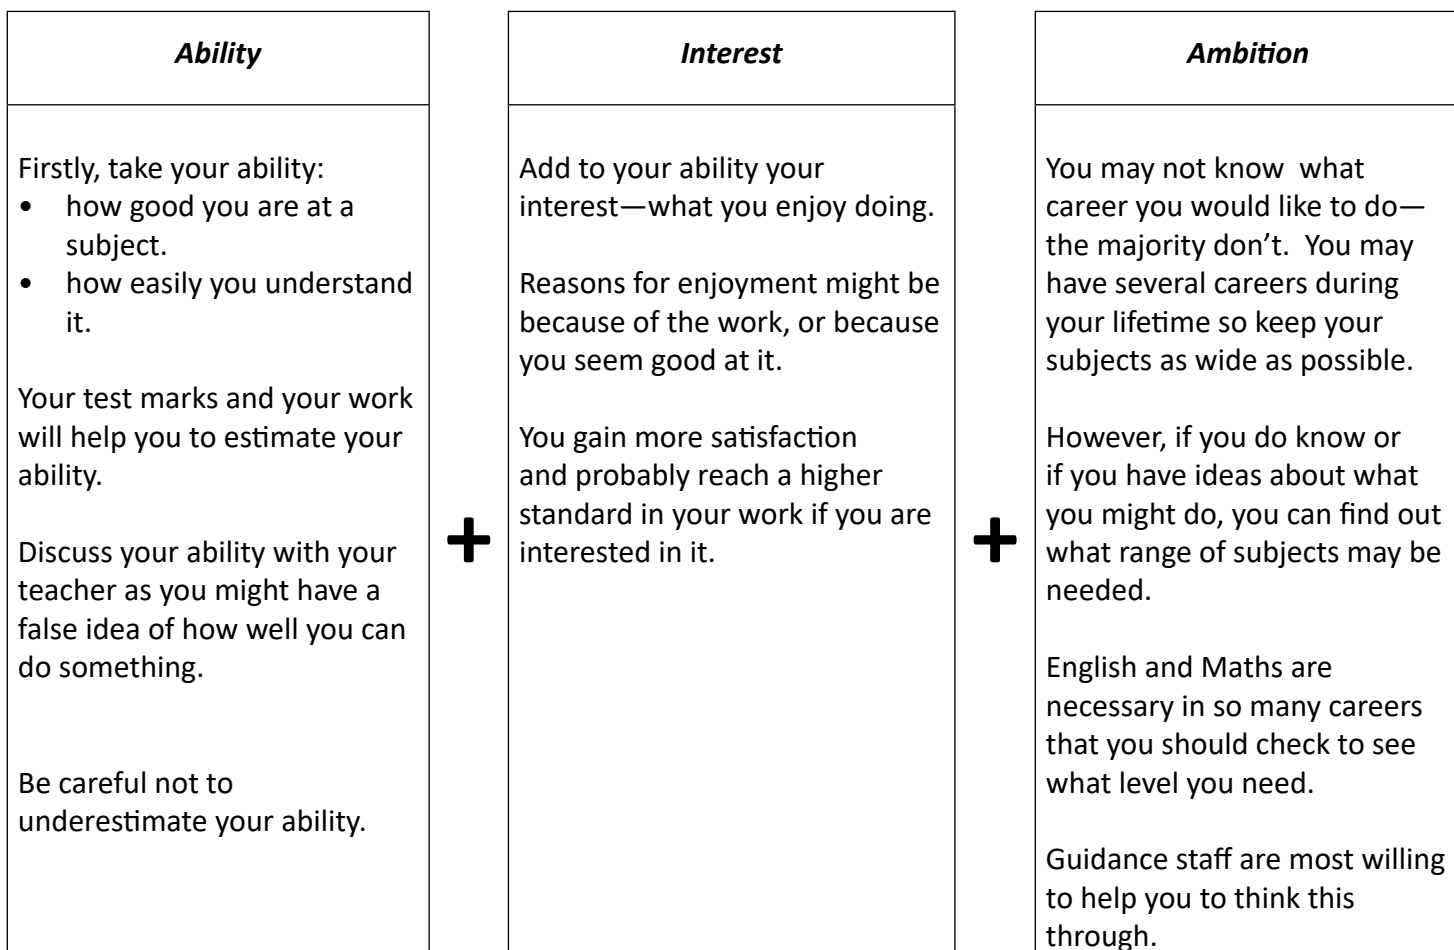 Ability
Firstly, take your ability:
• how good you are at a
subject.
• how easily you understand
it.
Your test marks and your work
will help you to estimate your
ability.
Discuss your ability with your
teacher as you might have a
false idea of how well you can
do something.
Be careful not to
underestimate your ability.
+
Interest
Add to your ability your
interest—what you enjoy doing.
Reasons for enjoyment might be
because of the work, or because
you seem good at it.
You gain more satisfaction
and probably reach a higher
standard in your work if you are
interested in it.
+
Ambition
You may not know  what
career you would like to do—
the majority don’t.  You may
have several careers during
your lifetime so keep your
subjects as wide as possible.
However, if you do know or
if you have ideas about what
you might do, you can find out
what range of subjects may be
needed.
English and Maths are
necessary in so many careers
that you should check to see
what level you need.
Guidance staff are most willing
to help you to think this
through.